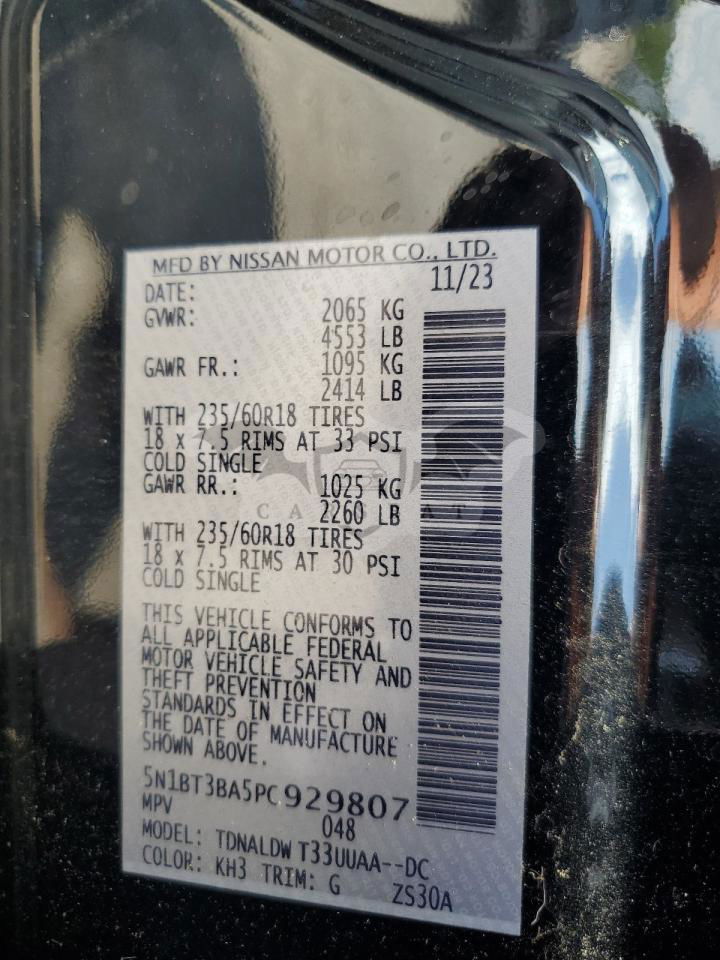 MFD BY NISSAN MOTOR CO., LTD.
DATE: 11/23
GVWR: 2065 KG
4553 LB
GAWR FR.: 1095 KG
2414 LB
WITH 235/60R18 TIRES
18 x 7.5 RIMS AT 33 PSI
COLD SINGLE
GAWR RR.: 1025 KG
2260 LB
WITH 235/60R18 TIRES
18 x 7.5 RIMS AT 30 PSI
COLD SINGLE
THIS VEHICLE CONFORMS TO
ALL APPLICABLE FEDERAL
MOTOR VEHICLE SAFETY AND
THEFT PREVENTION
STANDARDS IN EFFECT ON
THE DATE OF MANUFACTURE
SHOWN ABOVE.
5N1BT3BA5PC929807
MPV 048
MODEL: TDNALDW T33UUAA--DC
COLOR: KH3 TRIM: G ZS30A